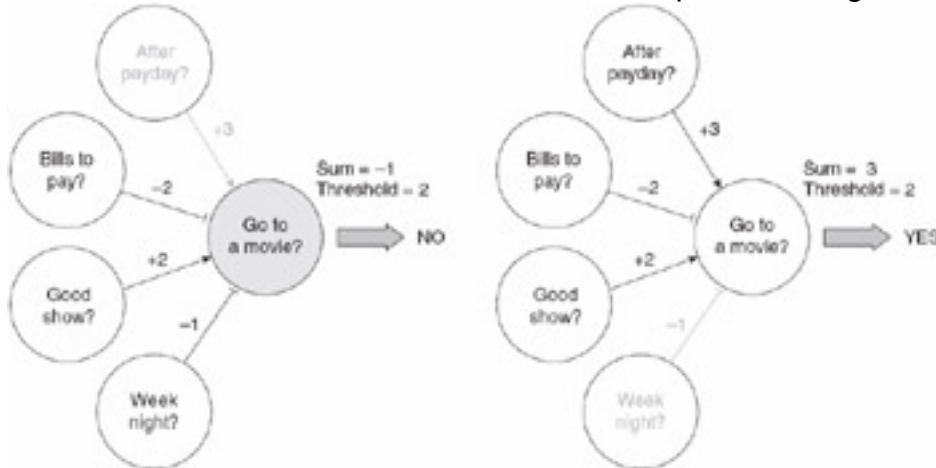 After
payday?
+3
Bills to
pay?
−2
Sum = −1
Threshold = 2
Go to
a movie?
NO
+2
Good
show?
−1
Week
night?
After
payday?
+3
Bills to
pay?
−2
Sum = 3
Threshold = 2
Go to
a movie?
YES
+2
Good
show?
−1
Week
night?